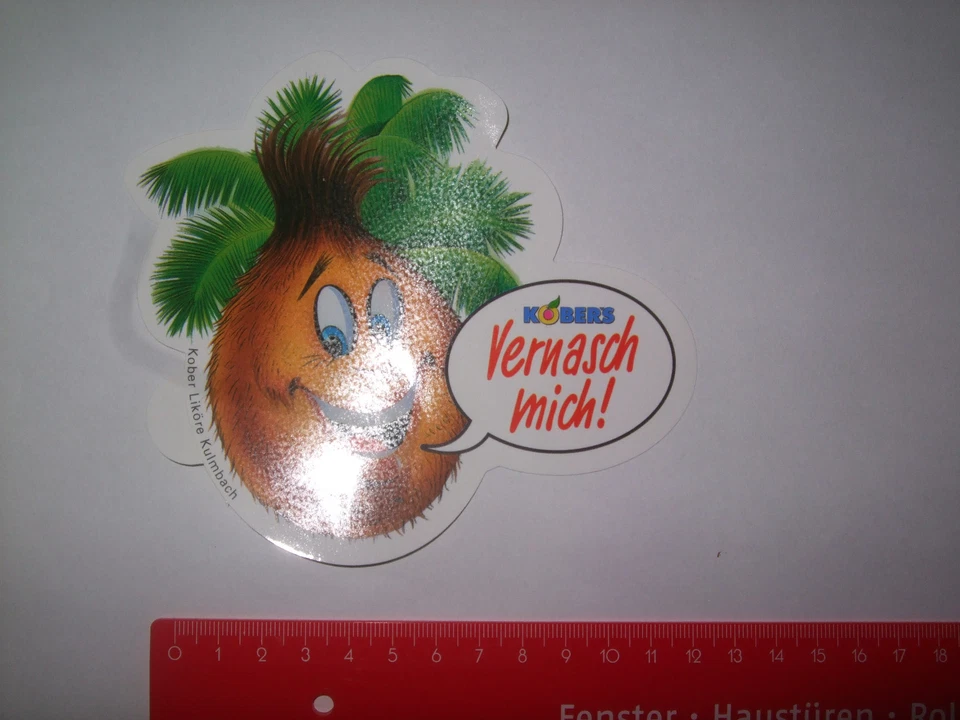 KOBER'S
Vernasch
mich!
Kober Liköre Kulmbach
0 1 2 3 4 5 6 7 8 9 10 11 12 13 14 15 16 17 18
Fenster · Haustüren ·